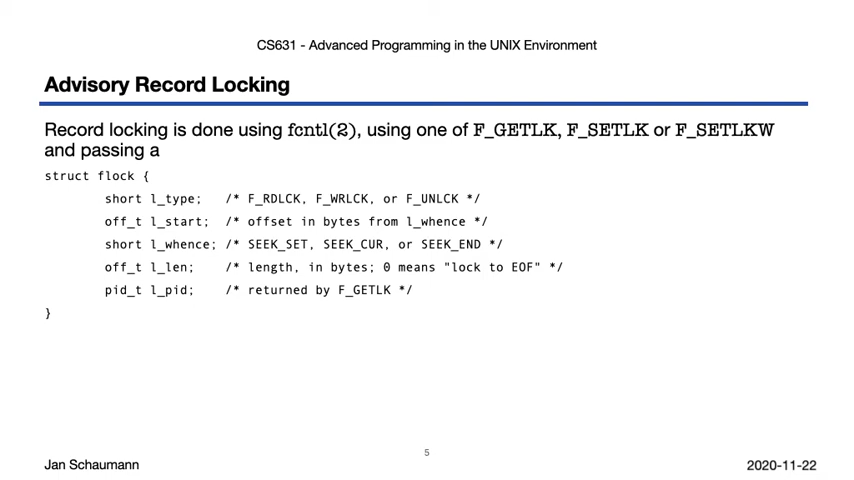 CS631 - Advanced Programming in the UNIX Environment
Advisory Record Locking
Record locking is done using fcntl(2), using one of F_GETLK, F_SETLK or F_SETLKW
and passing a
struct flock {
short l_type; /* F_RDLCK, F_WRLCK, or F_UNLCK */
off_t l_start; /* offset in bytes from l_whence */
short l_whence; /* SEEK_SET, SEEK_CUR, or SEEK_END */
off_t l_len; /* length, in bytes; 0 means "lock to EOF" */
pid_t l_pid; /* returned by F_GETLK */
}
5
Jan Schaumann
2020-11-22